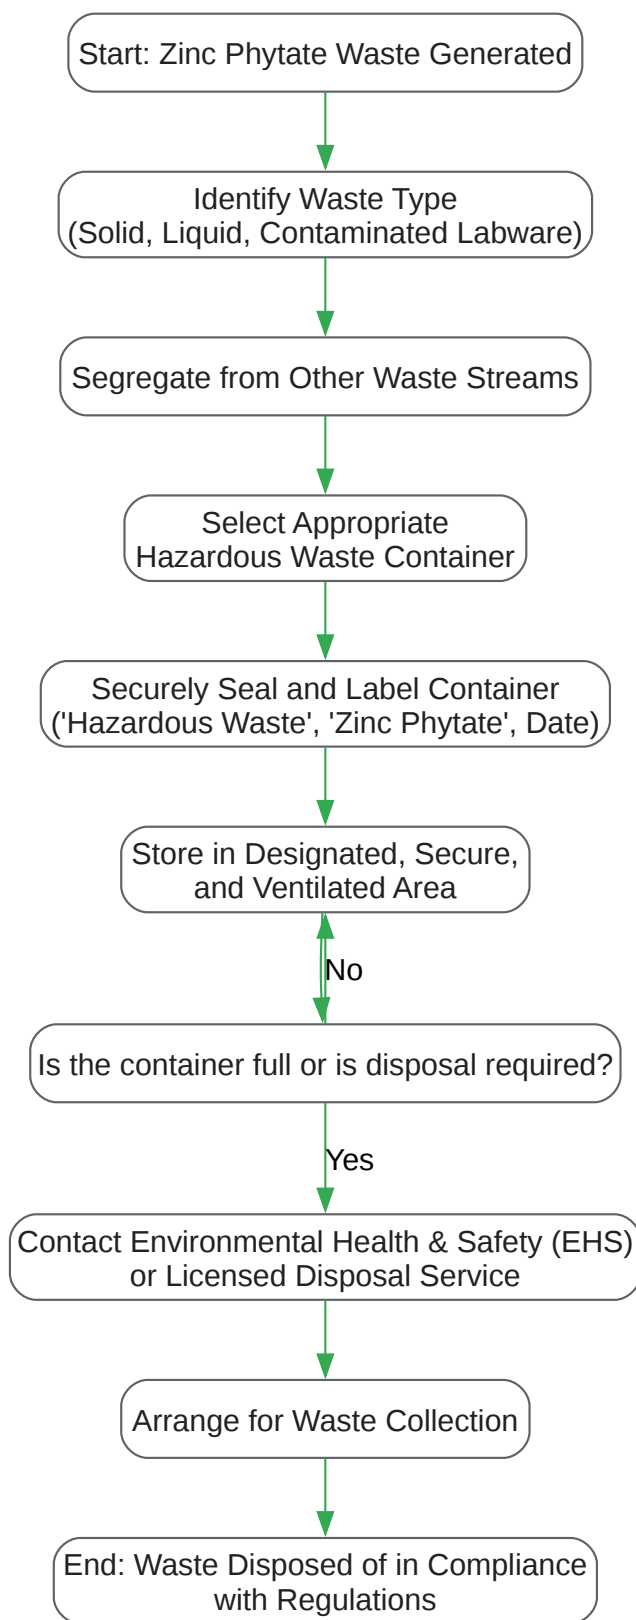 Start: Zinc Phytate Waste Generated
Identify Waste Type
(Solid, Liquid, Contaminated Labware)
Segregate from Other Waste Streams
Select Appropriate
Hazardous Waste Container
Securely Seal and Label Container
('Hazardous Waste', 'Zinc Phytate', Date)
Store in Designated, Secure,
and Ventilated Area
No
Is the container full or is disposal required?
Yes
Contact Environmental Health & Safety (EHS)
or Licensed Disposal Service
Arrange for Waste Collection
End: Waste Disposed of in Compliance
with Regulations